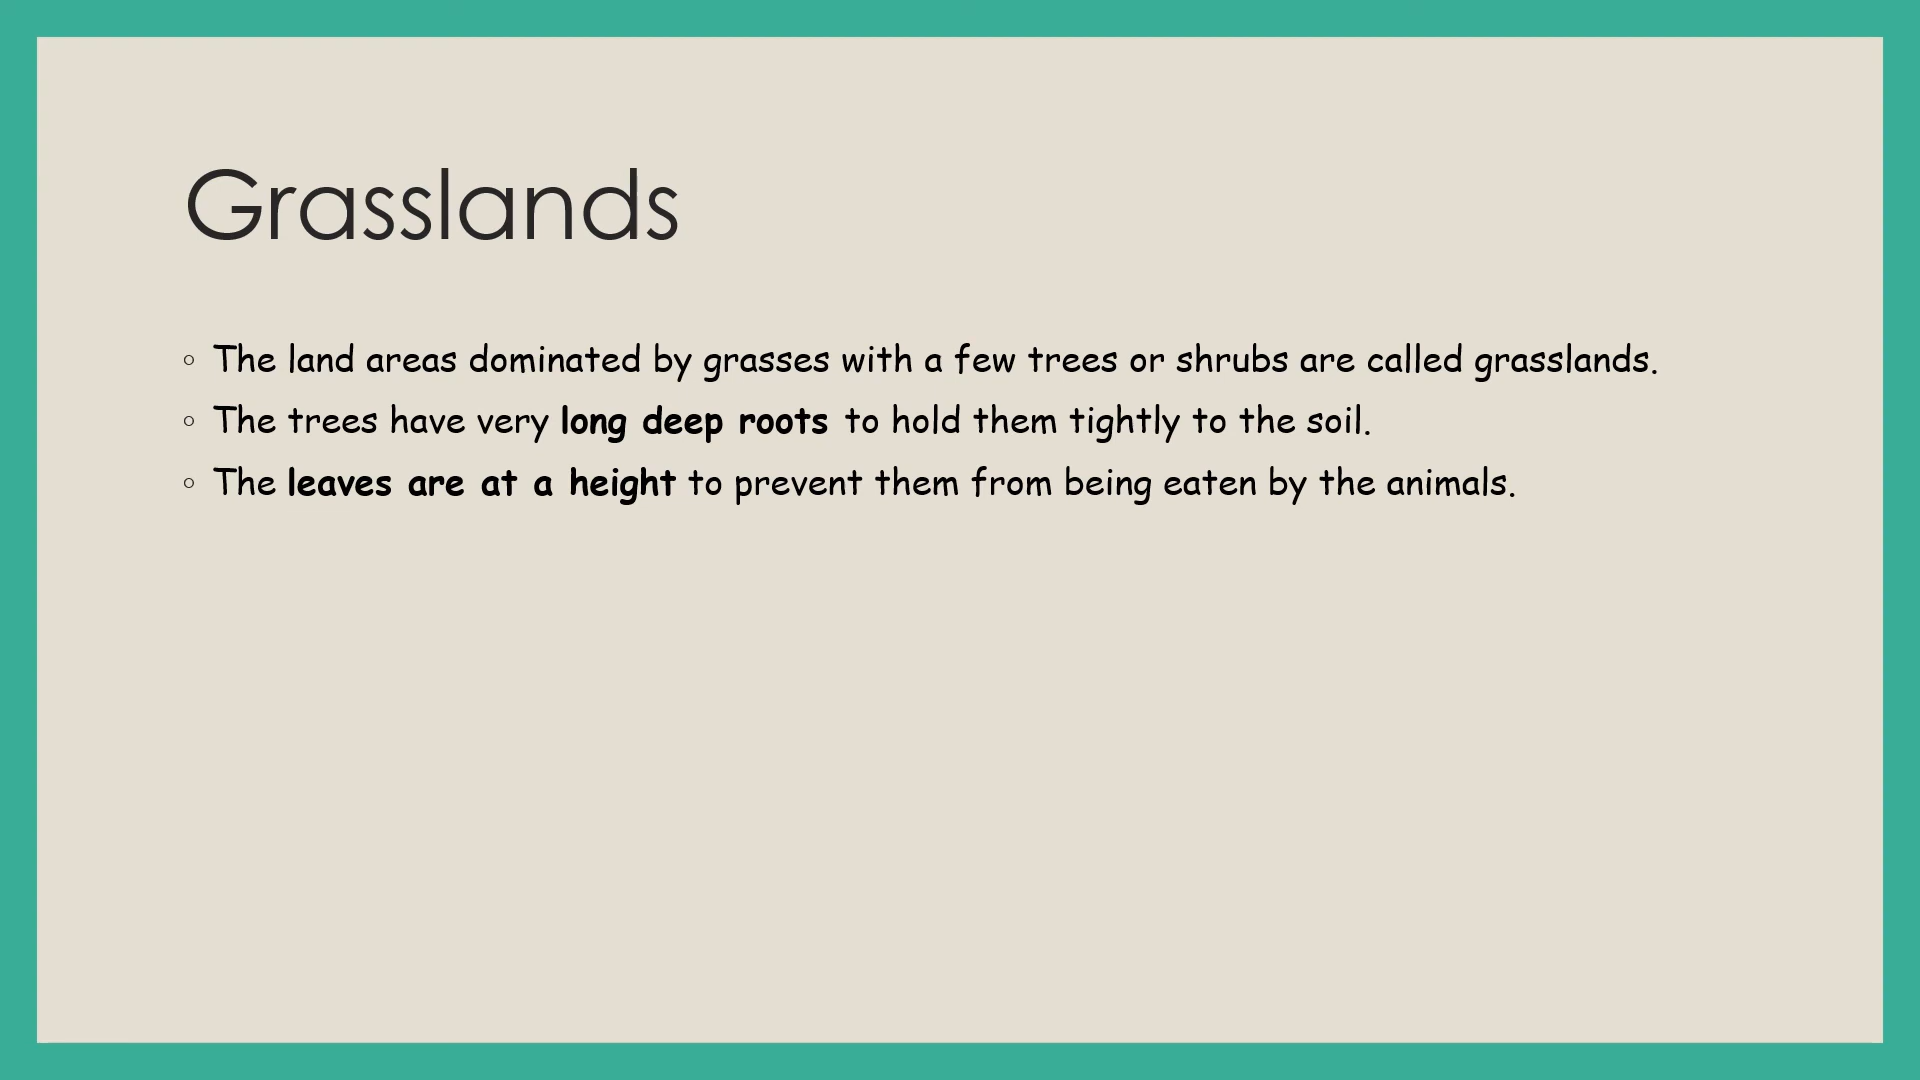 Grasslands
◦ The land areas dominated by grasses with a few trees or shrubs are called grasslands.
◦ The trees have very long deep roots to hold them tightly to the soil.
◦ The leaves are at a height to prevent them from being eaten by the animals.